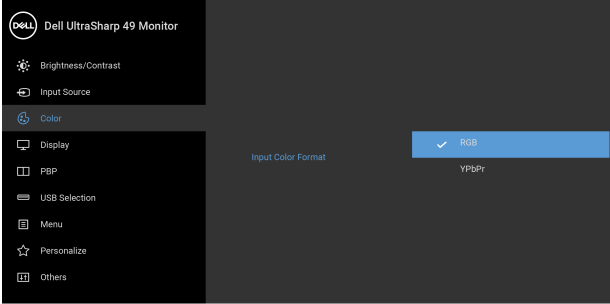 DELL
Dell UltraSharp 49 Monitor
Brightness/Contrast
Input Source
Color
Display
PBP
USB Selection
Menu
Personalize
Others
Input Color Format
RGB
YPbPr